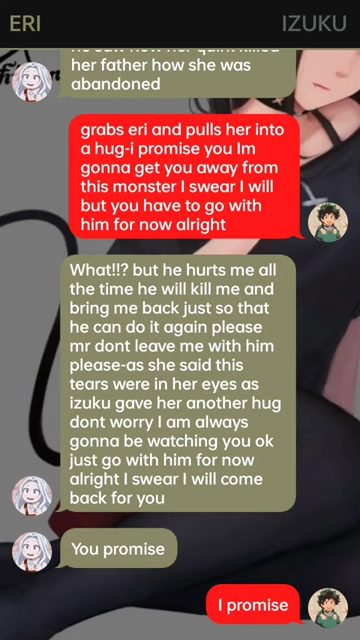 ERI
IZUKU
he saw how her quirk killed
her father how she was
abandoned
grabs eri and pulls her into
a hug-i promise you Im
gonna get you away from
this monster I swear I will
but you have to go with
him for now alright
What!!? but he hurts me all
the time he will kill me and
bring me back just so that
he can do it again please
mr dont leave me with him
please-as she said this
tears were in her eyes as
izuku gave her another hug
dont worry I am always
gonna be watching you ok
just go with him for now
alright I swear I will come
back for you
You promise
I promise